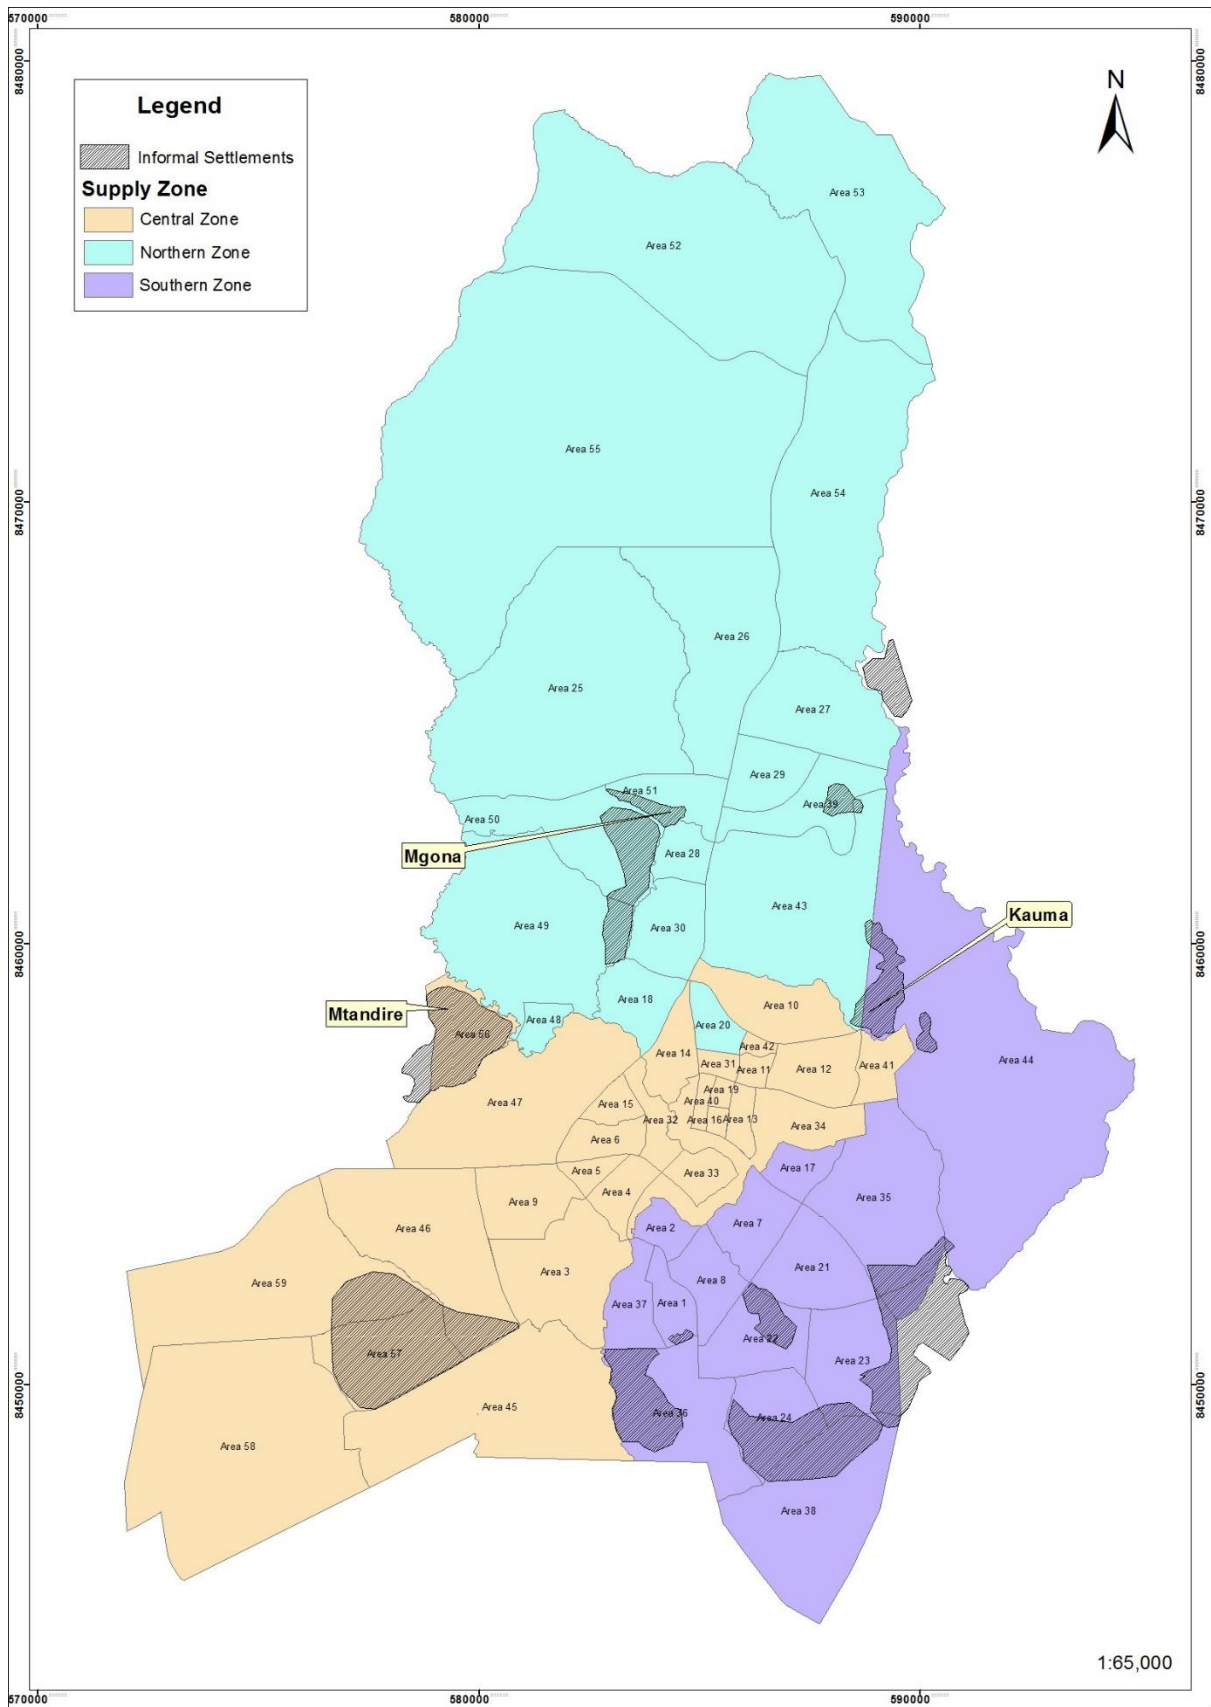 570000
580000
590000
8480000
8480000
N
Legend
Informal Settlements
Supply Zone
Central Zone
Northern Zone
Southern Zone
Area 53
Area 52
Area 55
Area 54
8470000
8470000
Area 26
Area 25
Area 27
Area 29
Area 51
Area 39
Area 50
Mgona
Area 28
Area 43
Kauma
Area 49
Area 30
8460000
8460000
Area 18
Area 10
Mtandire
Area 48
Area 20
Area 56
Area 42
Area 14
Area 44
Area 31
Area 11
Area 12
Area 41
Area 19
Area 47
Area 15
Area 40
Area 32
Area 16
Area 13
Area 34
Area 6
Area 5
Area 33
Area 17
Area 4
Area 35
Area 9
Area 46
Area 2
Area 7
Area 59
Area 3
Area 21
Area 8
Area 37
Area 1
Area 22
Area 57
Area 23
8450000
8450000
Area 45
Area 36
Area 24
Area 58
Area 38
1:65,000
570000
580000
590000